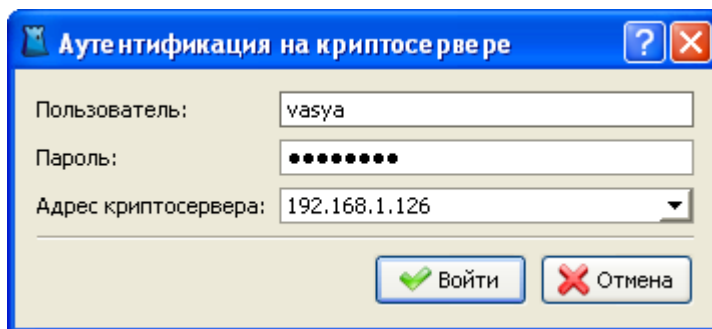 Аутентификация на криптосервере
Пользователь: vasya
Пароль: ●●●●●●●●
Адрес криптосервера: 192.168.1.126
Войти Отмена